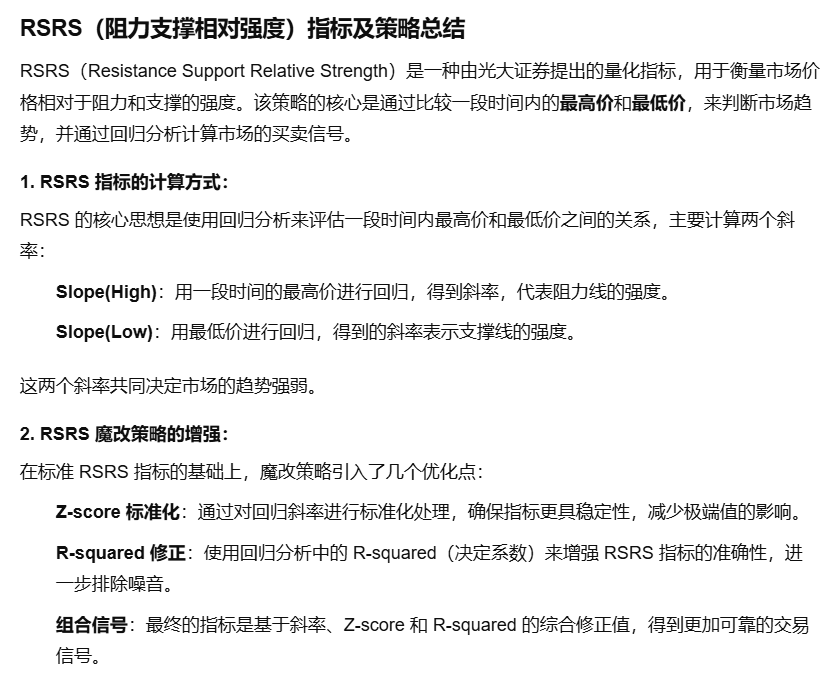 RSRS（阻力支撑相对强度）指标及策略总结
RSRS（Resistance Support Relative Strength）是一种由光大证券提出的量化指标，用于衡量市场价
格相对于阻力和支撑的强度。该策略的核心是通过比较一段时间内的最高价和最低价，来判断市场趋
势，并通过回归分析计算市场的买卖信号。
1. RSRS 指标的计算方式：
RSRS 的核心思想是使用回归分析来评估一段时间内最高价和最低价之间的关系，主要计算两个斜
率：
Slope(High)：用一段时间的最高价进行回归，得到斜率，代表阻力线的强度。
Slope(Low)：用最低价进行回归，得到的斜率表示支撑线的强度。
这两个斜率共同决定市场的趋势强弱。
2. RSRS 魔改策略的增强：
在标准 RSRS 指标的基础上，魔改策略引入了几个优化点：
Z-score 标准化：通过对回归斜率进行标准化处理，确保指标更具稳定性，减少极端值的影响。
R-squared 修正：使用回归分析中的 R-squared（决定系数）来增强 RSRS 指标的准确性，进
一步排除噪音。
组合信号：最终的指标是基于斜率、Z-score 和 R-squared 的综合修正值，得到更加可靠的交易
信号。